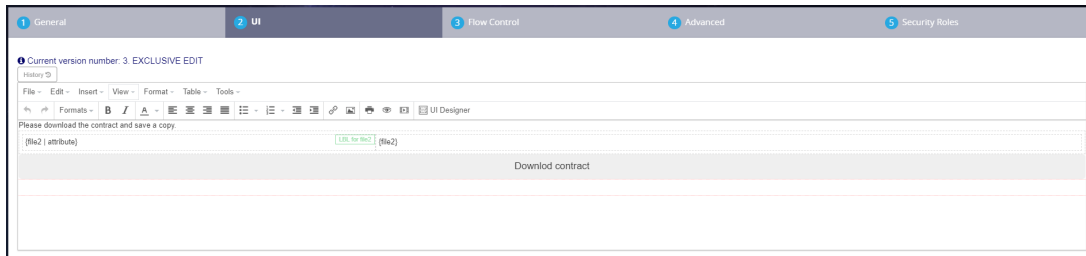 1 General 2 UI 3 Flow Control 4 Advanced 5 Security Roles
Current version number: 3. EXCLUSIVE EDIT
History
File Edit Insert View Format Table Tools
Formats B I A UI Designer
Please download the contract and save a copy.
{file2 | attribute} LBL for file2 {file2}
Downlod contract